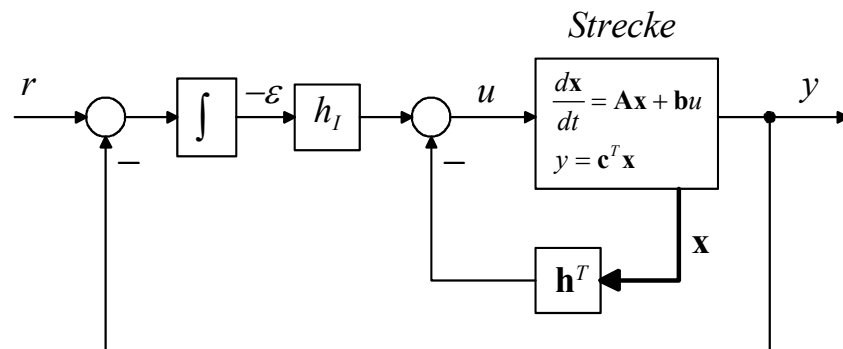 Strecke
r
−
∫
−ε
h_I
−
u
dx/dt = Ax + bu
y = c^T x
y
x
h^T